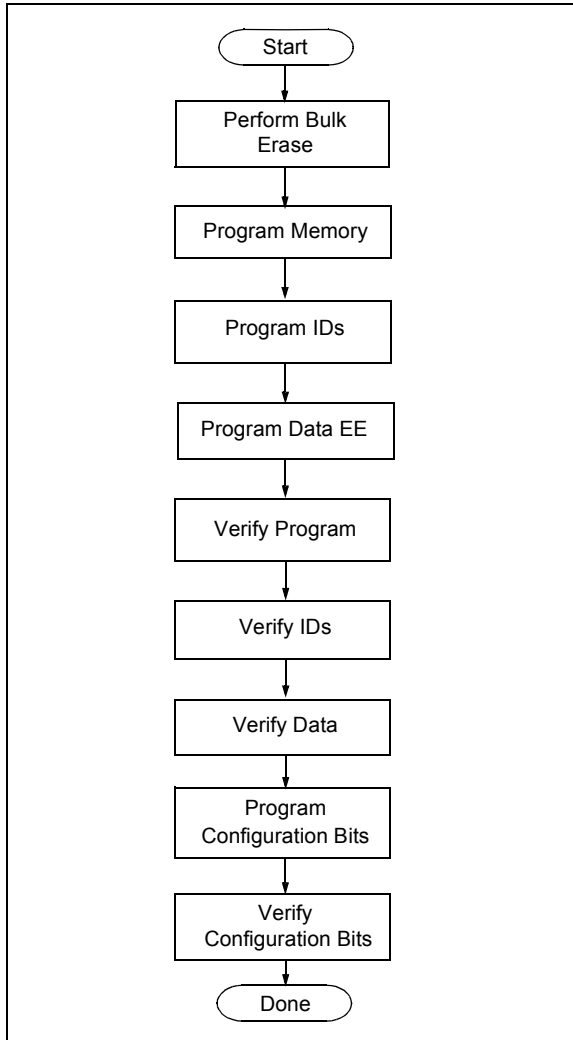 Start
Perform Bulk
Erase
Program Memory
Program IDs
Program Data EE
Verify Program
Verify IDs
Verify Data
Program
Configuration Bits
Verify
Configuration Bits
Done